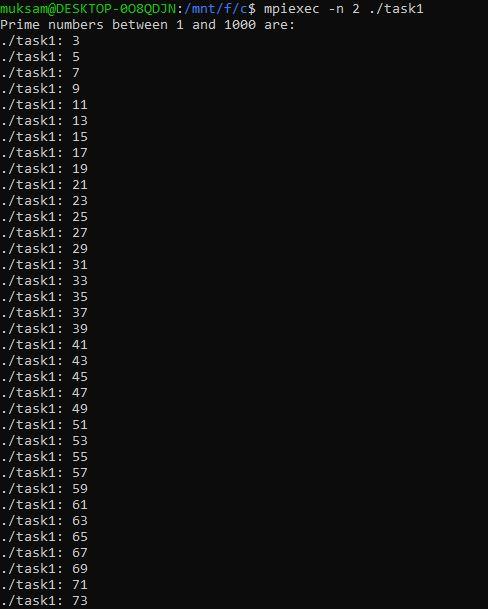 muksam@DESKTOP-0O8QDJN:/mnt/f/c$ mpiexec -n 2 ./task1
Prime numbers between 1 and 1000 are:
./task1: 3
./task1: 5
./task1: 7
./task1: 9
./task1: 11
./task1: 13
./task1: 15
./task1: 17
./task1: 19
./task1: 21
./task1: 23
./task1: 25
./task1: 27
./task1: 29
./task1: 31
./task1: 33
./task1: 35
./task1: 37
./task1: 39
./task1: 41
./task1: 43
./task1: 45
./task1: 47
./task1: 49
./task1: 51
./task1: 53
./task1: 55
./task1: 57
./task1: 59
./task1: 61
./task1: 63
./task1: 65
./task1: 67
./task1: 69
./task1: 71
./task1: 73